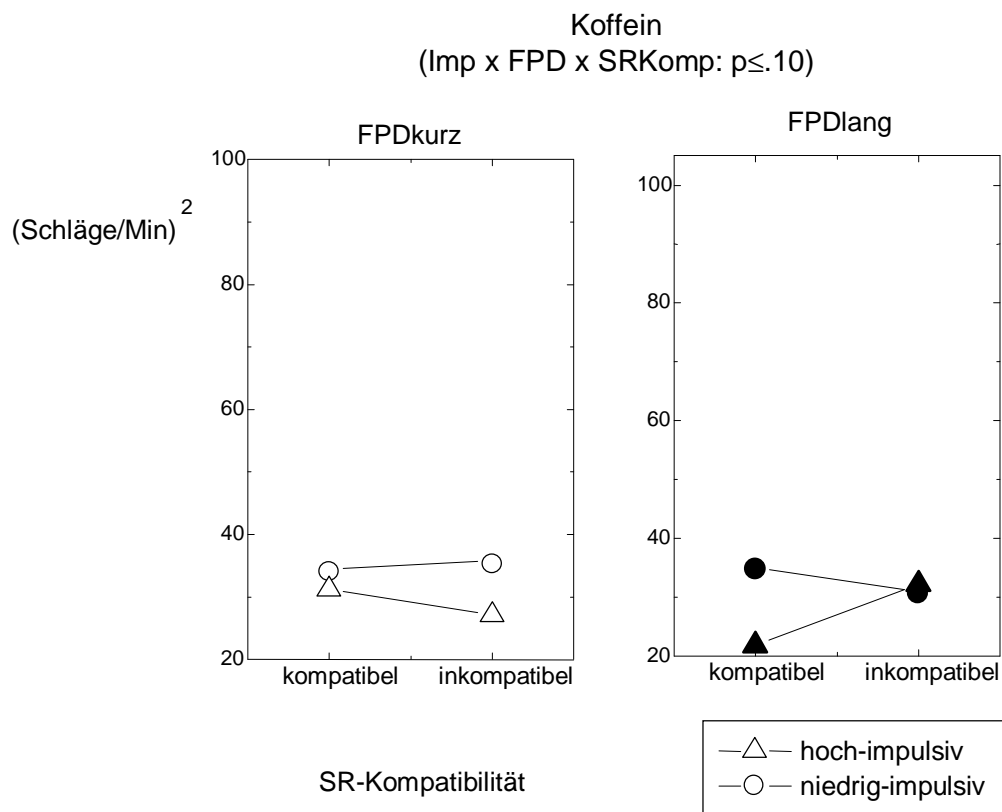 Koffein
(Imp x FPD x SRKomp: p≤.10)
FPDkurz
FPDlang
(Schläge/Min) 2
100
80
60
40
20
100
80
60
40
20
kompatibel inkompatibel
kompatibel inkompatibel
SR-Kompatibilität
hoch-impulsiv
niedrig-impulsiv